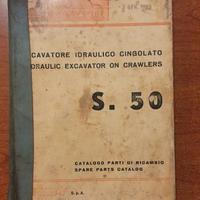 CAVATORE IDRAULICO CINGOLATO
DRAULIC EXCAVATOR ON CRAWLERS
S. 50
CATALOGO PARTI DI RICAMBIO
SPARE PARTS CATALOG
S.p.A.